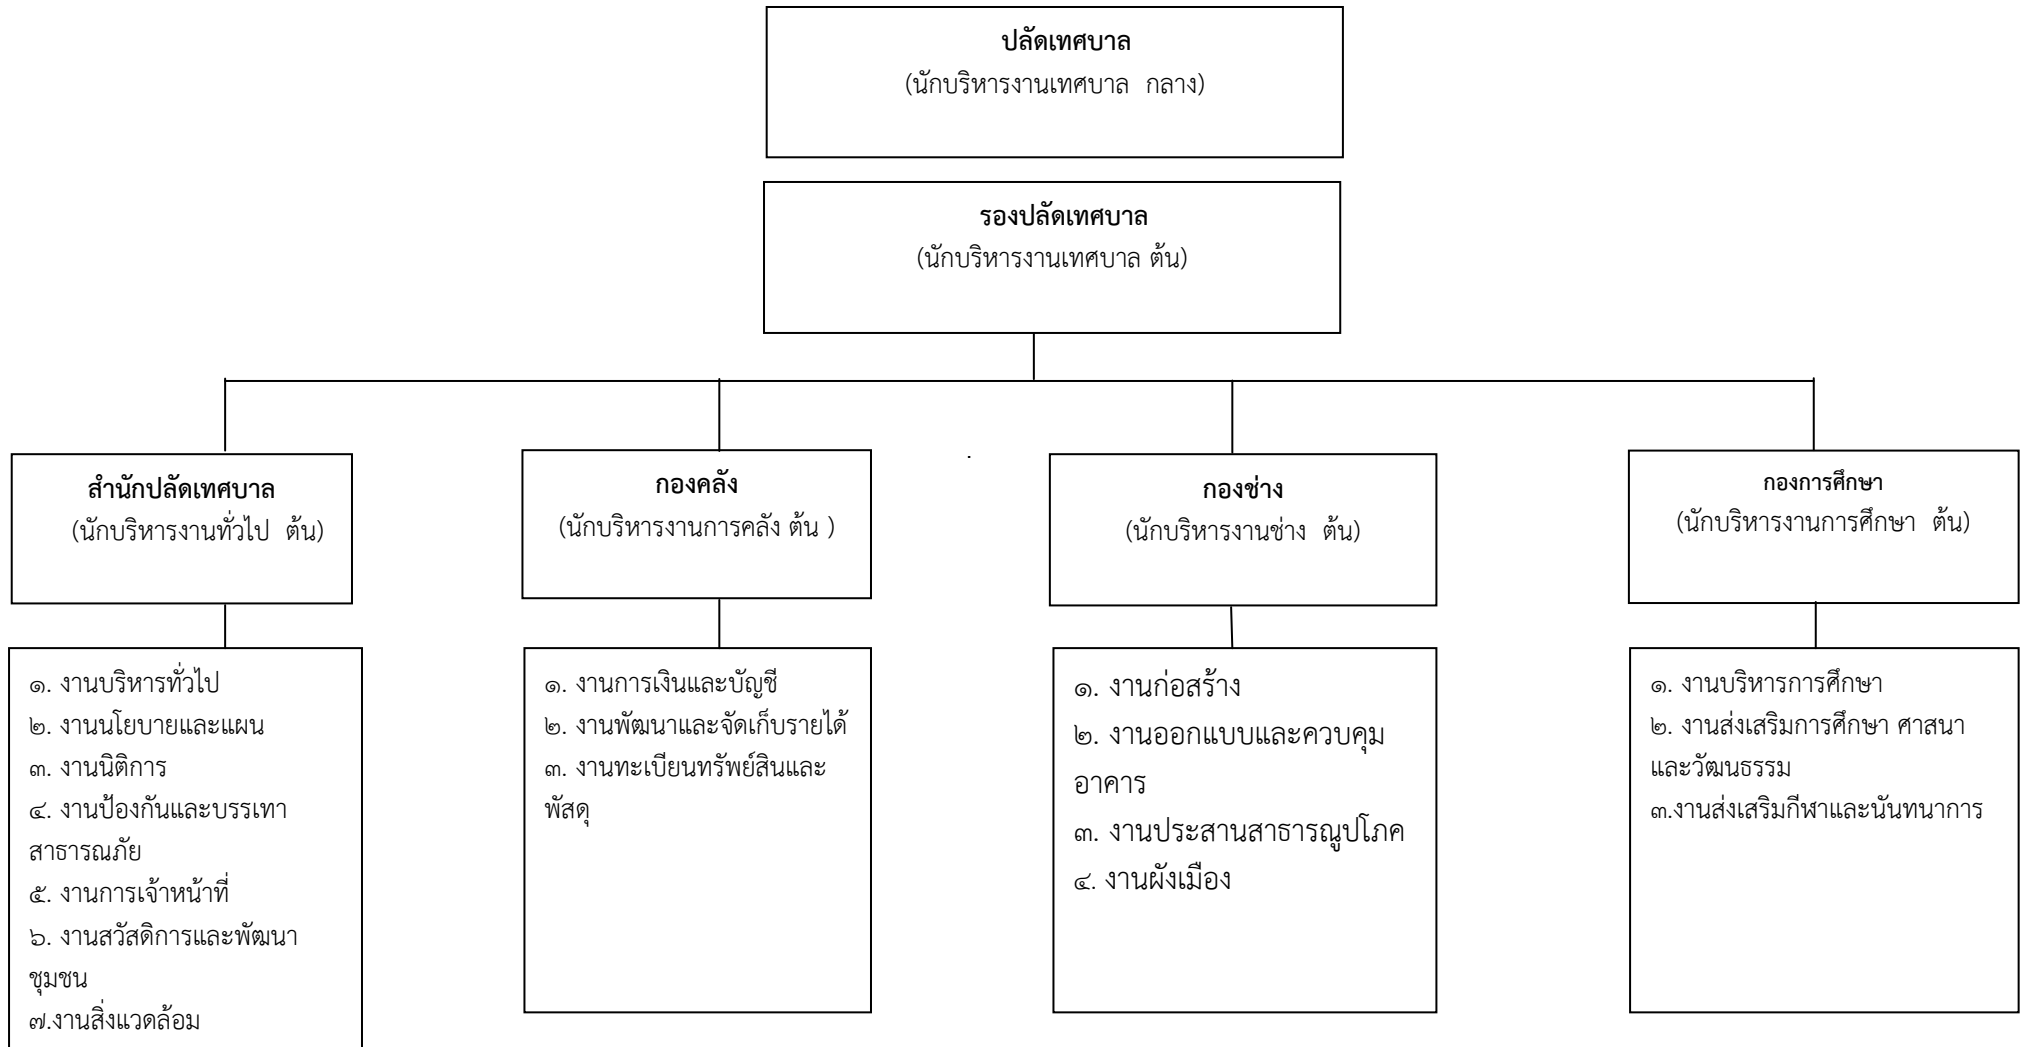 ปลัดเทศบาล
(นักบริหารงานเทศบาล  กลาง)
รองปลัดเทศบาล
(นักบริหารงานเทศบาล ต้น)
สำนักปลัดเทศบาล
(นักบริหารงานทั่วไป  ต้น)
กองคลัง
(นักบริหารงานการคลัง ต้น )
กองช่าง
(นักบริหารงานช่าง  ต้น)
กองการศึกษา
(นักบริหารงานการศึกษา  ต้น)
๑. งานบริหารทั่วไป
๒. งานนโยบายและแผน
๓. งานนิติการ
๔. งานป้องกันและบรรเทา
สาธารณภัย
๕. งานการเจ้าหน้าที่
๖. งานสวัสดิการและพัฒนา
ชุมชน
๗.งานสิ่งแวดล้อม
๑. งานการเงินและบัญชี
๒. งานพัฒนาและจัดเก็บรายได้
๓. งานทะเบียนทรัพย์สินและ
พัสดุ
๑. งานก่อสร้าง
๒. งานออกแบบและควบคุม
อาคาร
๓. งานประสานสาธารณูปโภค
๔. งานผังเมือง
๑. งานบริหารการศึกษา
๒. งานส่งเสริมการศึกษา ศาสนา
และวัฒนธรรม
๓.งานส่งเสริมกีฬาและนันทนาการ